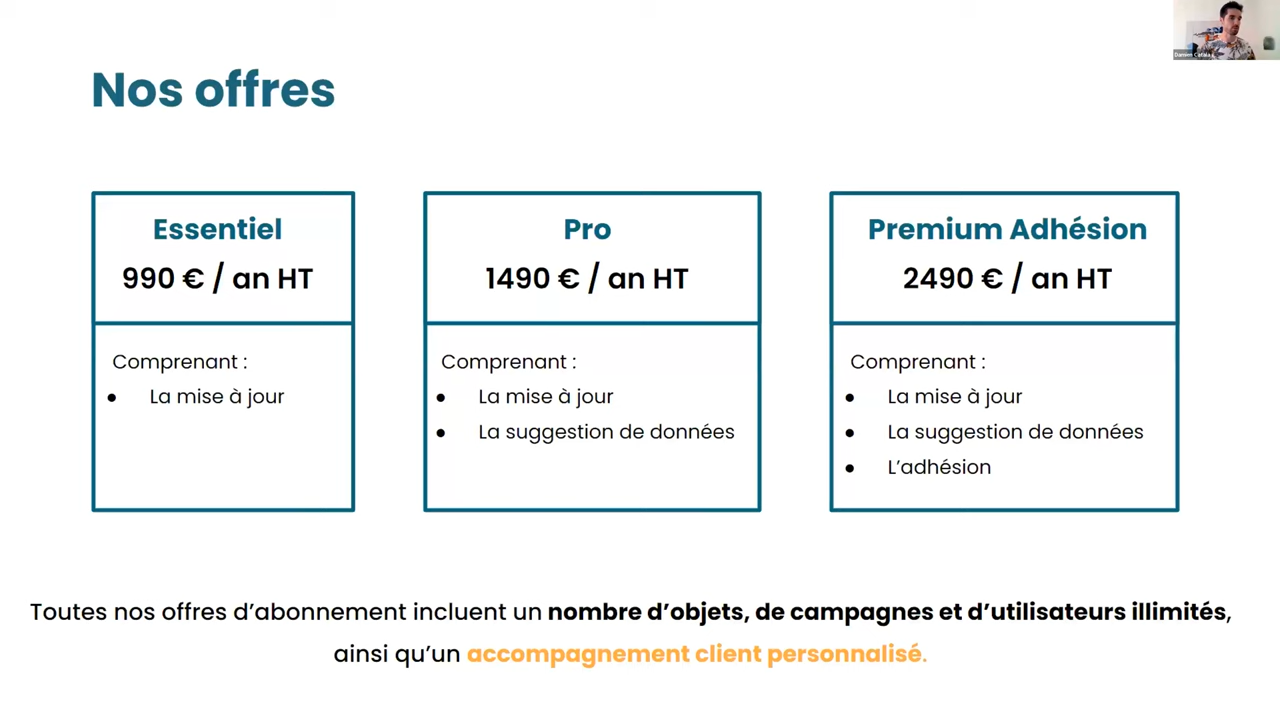 Nos offres
Essentiel
990 € / an HT
Comprenant :
● La mise à jour
Pro
1490 € / an HT
Comprenant :
● La mise à jour
● La suggestion de données
Premium Adhésion
2490 € / an HT
Comprenant :
● La mise à jour
● La suggestion de données
● L’adhésion
Toutes nos offres d’abonnement incluent un nombre d’objets, de campagnes et d’utilisateurs illimités,
ainsi qu’un accompagnement client personnalisé.